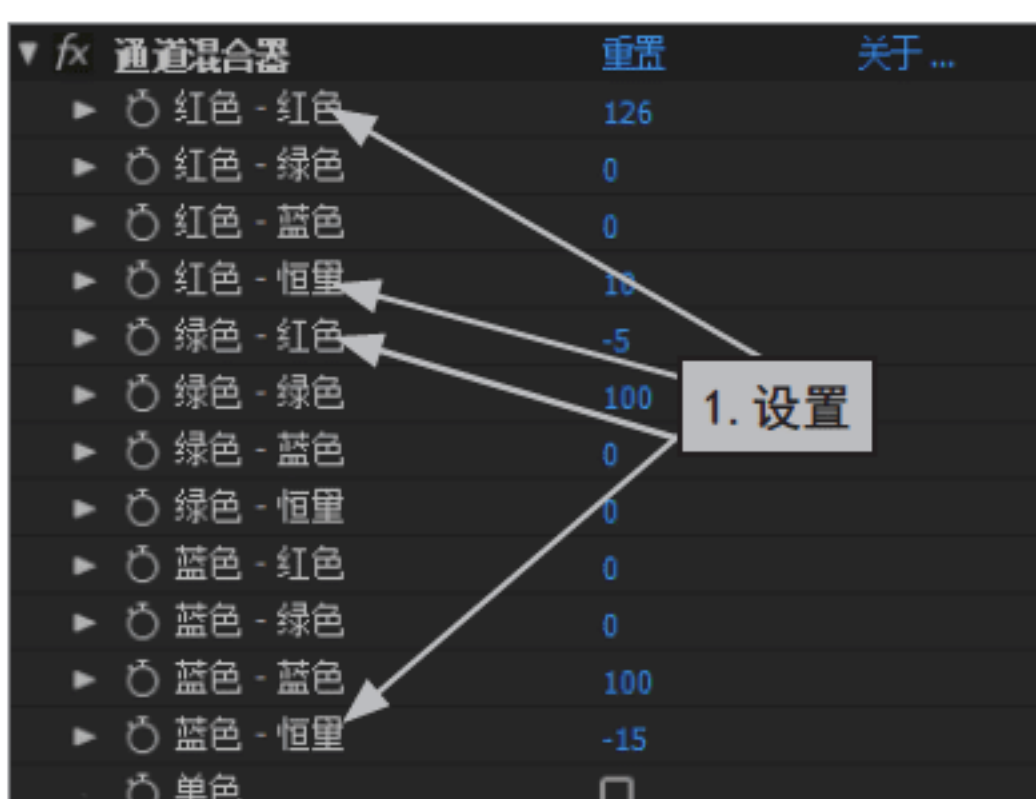 fx 通道混合器 重置 关于...
红色 - 红色 126
红色 - 绿色 0
红色 - 蓝色 0
红色 - 恒量 10
绿色 - 红色 -5
绿色 - 绿色 100
绿色 - 蓝色 0
绿色 - 恒量 0
蓝色 - 红色 0
蓝色 - 绿色 0
蓝色 - 蓝色 100
蓝色 - 恒量 -15
单色
1. 设置